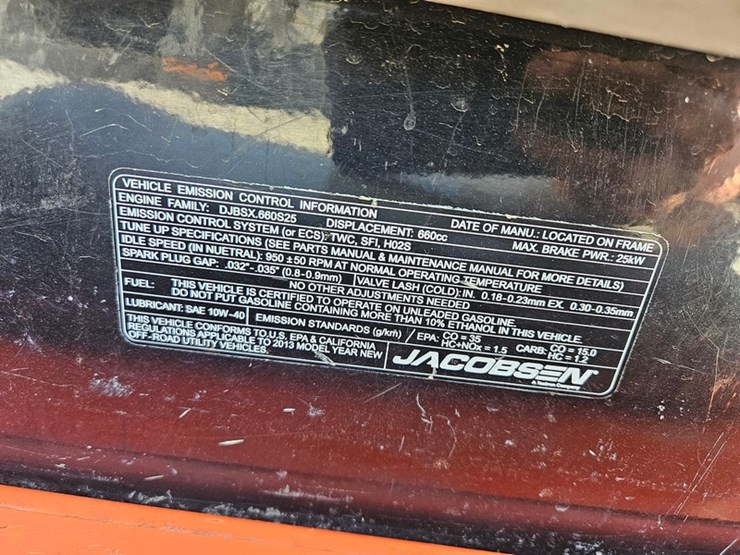 VEHICLE EMISSION CONTROL INFORMATION
ENGINE FAMILY: DJBSX.660S25 DISPLACEMENT: 660cc DATE OF MANU.: LOCATED ON FRAME
EMISSION CONTROL SYSTEM (or ECS): TWC, SFI, H02S MAX. BRAKE PWR.: 25kW
TUNE UP SPECIFICATIONS (SEE PARTS MANUAL & MAINTENANCE MANUAL FOR MORE DETAILS)
IDLE SPEED (IN NUETRAL): 950 ±50 RPM AT NORMAL OPERATING TEMPERATURE
SPARK PLUG GAP: .032"-.035" (0.8-0.9mm) VALVE LASH (COLD): IN. 0.18-0.23mm EX. 0.30-0.35mm
NO OTHER ADJUSTMENTS NEEDED
FUEL: THIS VEHICLE IS CERTIFIED TO OPERATE ON UNLEADED GASOLINE
DO NOT PUT GASOLINE CONTAINING MORE THAN 10% ETHANOL IN THIS VEHICLE
LUBRICANT: SAE 10W-40 EMISSION STANDARDS (g/km) EPA: CO = 35 CARB: CO = 15.0
HC+NOx = 1.5 HC = 1.2
THIS VEHICLE CONFORMS TO U.S. EPA & CALIFORNIA
REGULATIONS APPLICABLE TO 2013 MODEL YEAR NEW
OFF-ROAD UTILITY VEHICLES.
JACOBSEN
A Textron Company